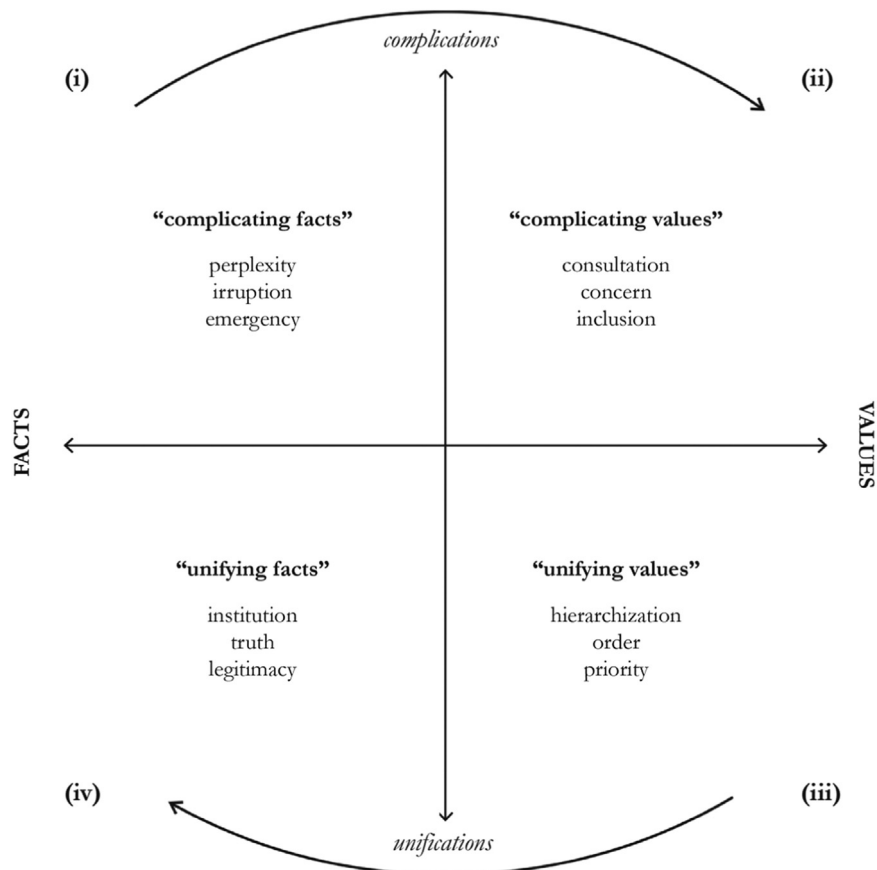 complications
(i)
(ii)
“complicating facts”
“complicating values”
perplexity
consultation
irruption
concern
emergency
inclusion
FACTS
VALUES
“unifying facts”
“unifying values”
institution
hierarchization
truth
order
legitimacy
priority
(iv)
(iii)
unifications